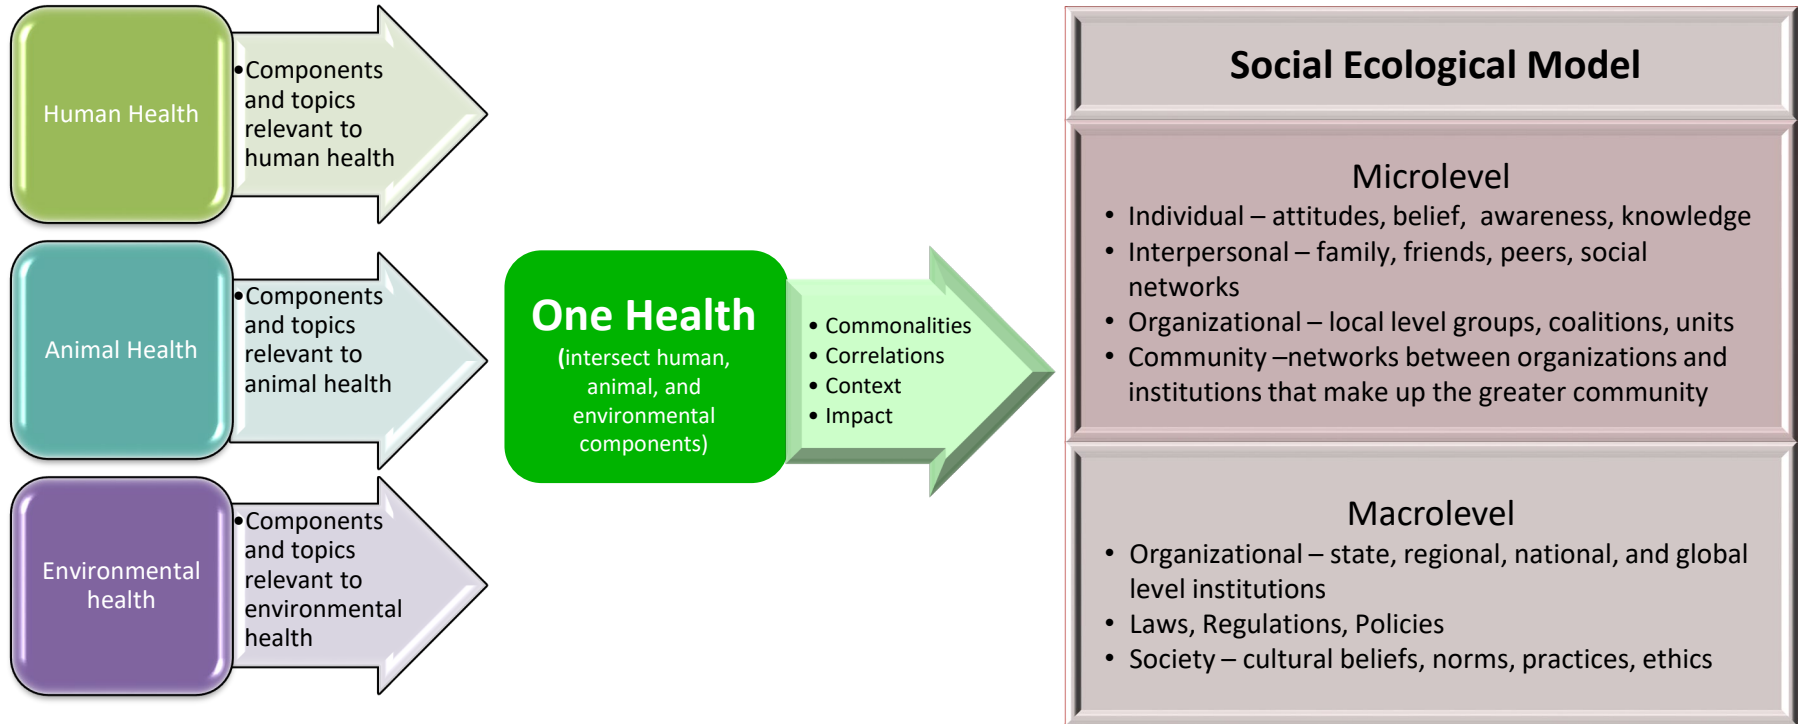 Human Health
•Components
and topics
relevant to
human health
Animal Health
•Components
and topics
relevant to
animal health
Environmental
health
•Components
and topics
relevant to
environmental
health
One Health
(intersect human,
animal, and
environmental
components)
• Commonalities
• Correlations
• Context
• Impact
Social Ecological Model
Microlevel
• Individual – attitudes, belief,  awareness, knowledge
• Interpersonal – family, friends, peers, social
networks
• Organizational – local level groups, coalitions, units
• Community –networks between organizations and
institutions that make up the greater community
Macrolevel
• Organizational – state, regional, national, and global
level institutions
• Laws, Regulations, Policies
• Society – cultural beliefs, norms, practices, ethics